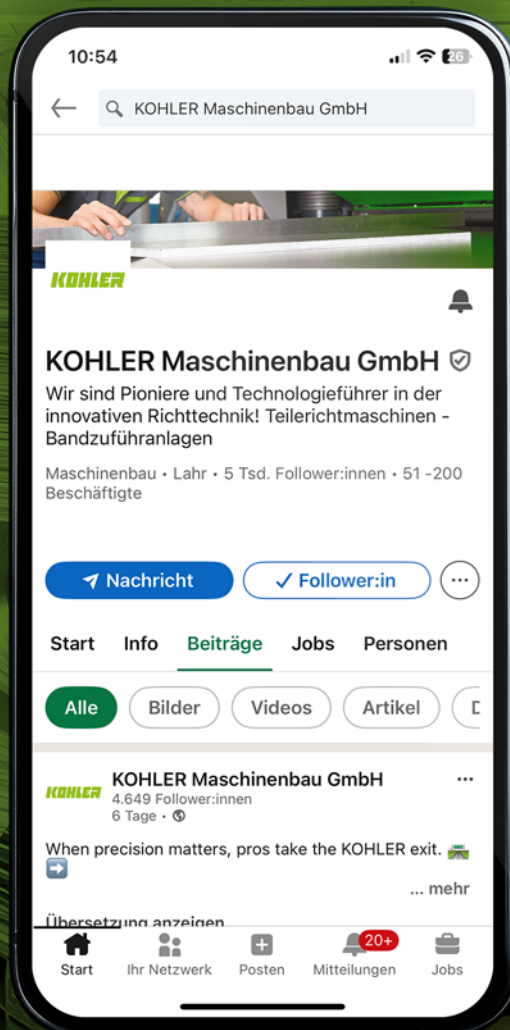 10:54
26
KOHLER Maschinenbau GmbH
KOHLER
KOHLER Maschinenbau GmbH
Wir sind Pioniere und Technologieführer in der
innovativen Richttechnik! Teilerichtmaschinen -
Bandzuführanlagen
Maschinenbau • Lahr • 5 Tsd. Follower:innen • 51 -200
Beschäftigte
Nachricht
Follower:in
Start Info Beiträge Jobs Personen
Alle Bilder Videos Artikel
KOHLER
KOHLER Maschinenbau GmbH
4.649 Follower:innen
6 Tage •
When precision matters, pros take the KOHLER exit.
... mehr
Übersetzung anzeigen
20+
Start Ihr Netzwerk Posten Mitteilungen Jobs